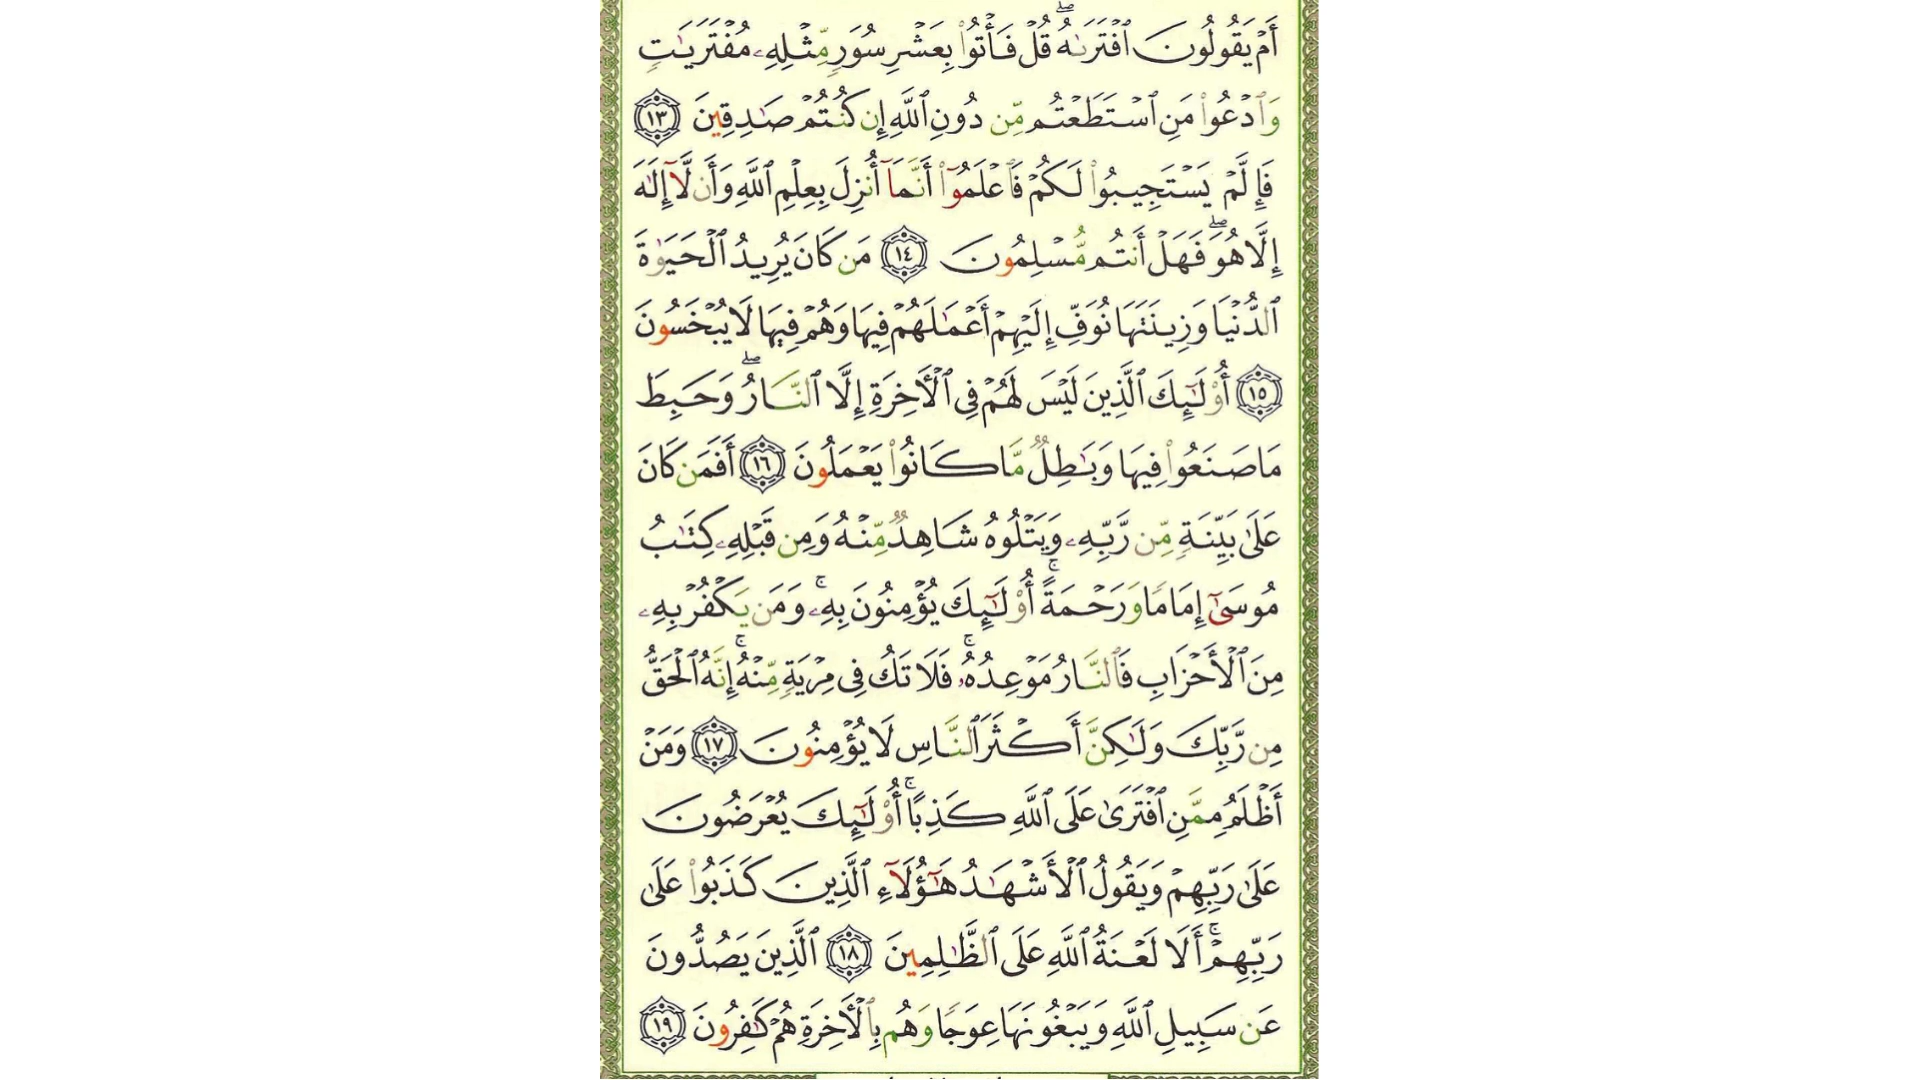 أَمْ يَقُولُونَ ٱفْتَرَىٰهُ ۖ قُلْ فَأْتُوا۟ بِعَشْرِ سُوَرٍ مِّثْلِهِۦ مُفْتَرَيَـٰتٍ
وَٱدْعُوا۟ مَنِ ٱسْتَطَعْتُم مِّن دُونِ ٱللَّهِ إِن كُنتُمْ صَـٰدِقِينَ ١٣
فَإِلَّمْ يَسْتَجِيبُوا۟ لَكُمْ فَٱعْلَمُوٓا۟ أَنَّمَآ أُنزِلَ بِعِلْمِ ٱللَّهِ وَأَن لَّآ إِلَـٰهَ
إِلَّا هُوَ ۖ فَهَلْ أَنتُم مُّسْلِمُونَ ١٤ مَن كَانَ يُرِيدُ ٱلْحَيَوٰةَ
ٱلدُّنْيَا وَزِينَتَهَا نُوَفِّ إِلَيْهِمْ أَعْمَـٰلَهُمْ فِيهَا وَهُمْ فِيهَا لَا يُبْخَسُونَ
١٥ أُو۟لَـٰٓئِكَ ٱلَّذِينَ لَيْسَ لَهُمْ فِى ٱلْـَٔاخِرَةِ إِلَّا ٱلنَّارُ ۖ وَحَبِطَ
مَا صَنَعُوا۟ فِيهَا وَبَـٰطِلٌ مَّا كَانُوا۟ يَعْمَلُونَ ١٦ أَفَمَن كَانَ
عَلَىٰ بَيِّنَةٍ مِّن رَّبِّهِۦ وَيَتْلُوهُ شَاهِدٌ مِّنْهُ وَمِن قَبْلِهِۦ كِتَـٰبُ
مُوسَىٰٓ إِمَامًا وَرَحْمَةً ۚ أُو۟لَـٰٓئِكَ يُؤْمِنُونَ بِهِۦ ۚ وَمَن يَكْفُرْ بِهِۦ
مِنَ ٱلْأَحْزَابِ فَٱلنَّارُ مَوْعِدُهُۥ ۚ فَلَا تَكُ فِى مِرْيَةٍ مِّنْهُ ۚ إِنَّهُ ٱلْحَقُّ
مِن رَّبِّكَ وَلَـٰكِنَّ أَكْثَرَ ٱلنَّاسِ لَا يُؤْمِنُونَ ١٧ وَمَنْ
أَظْلَمُ مِمَّنِ ٱفْتَرَىٰ عَلَى ٱللَّهِ كَذِبًا ۚ أُو۟لَـٰٓئِكَ يُعْرَضُونَ
عَلَىٰ رَبِّهِمْ وَيَقُولُ ٱلْأَشْهَـٰدُ هَـٰٓؤُلَآءِ ٱلَّذِينَ كَذَبُوا۟ عَلَىٰ
رَبِّهِمْ ۚ أَلَا لَعْنَةُ ٱللَّهِ عَلَى ٱلظَّـٰلِمِينَ ١٨ ٱلَّذِينَ يَصُدُّونَ
عَن سَبِيلِ ٱللَّهِ وَيَبْغُونَهَا عِوَجًا وَهُم بِٱلْـَٔاخِرَةِ هُمْ كَـٰفِرُونَ ١٩